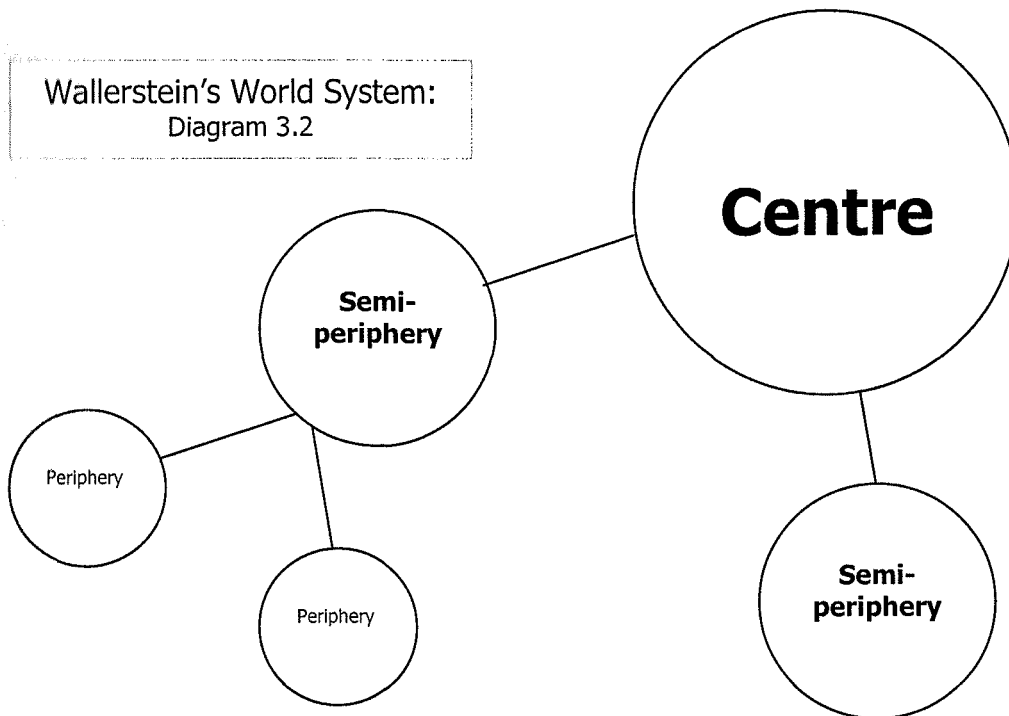 Wallerstein's World System:
Diagram 3.2
Centre
Semi-
periphery
Periphery
Periphery
Semi-
periphery